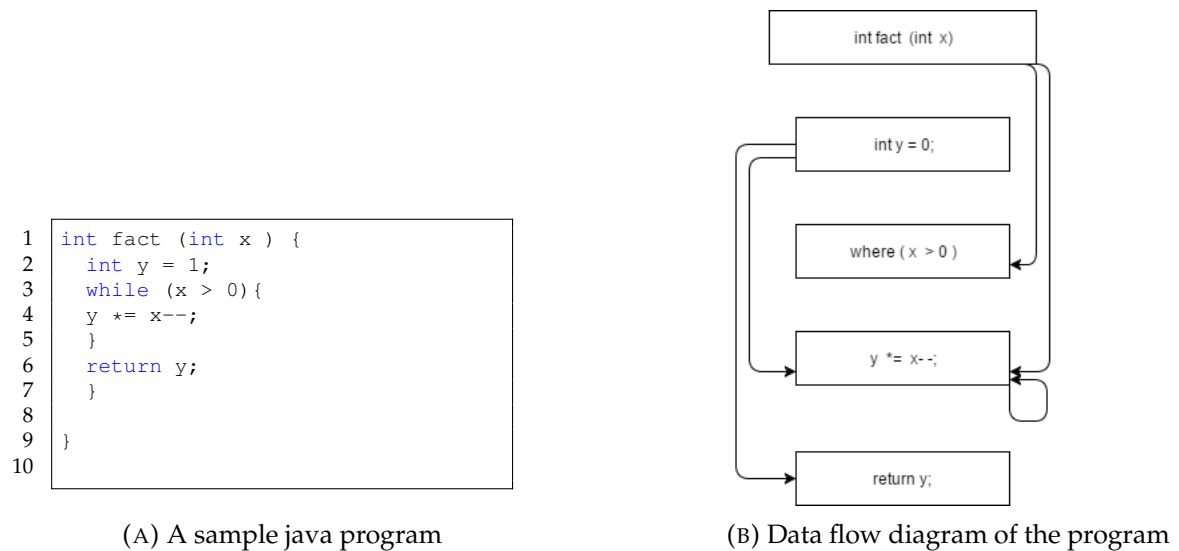 1 int fact (int x ) {
2 int y = 1;
3 while (x > 0){
4 y *= x--;
5 }
6 return y;
7 }
8
9 }
10
(A) A sample java program
int fact (int x)
int y = 0;
where ( x > 0 )
y *= x--;
return y;
(B) Data flow diagram of the program